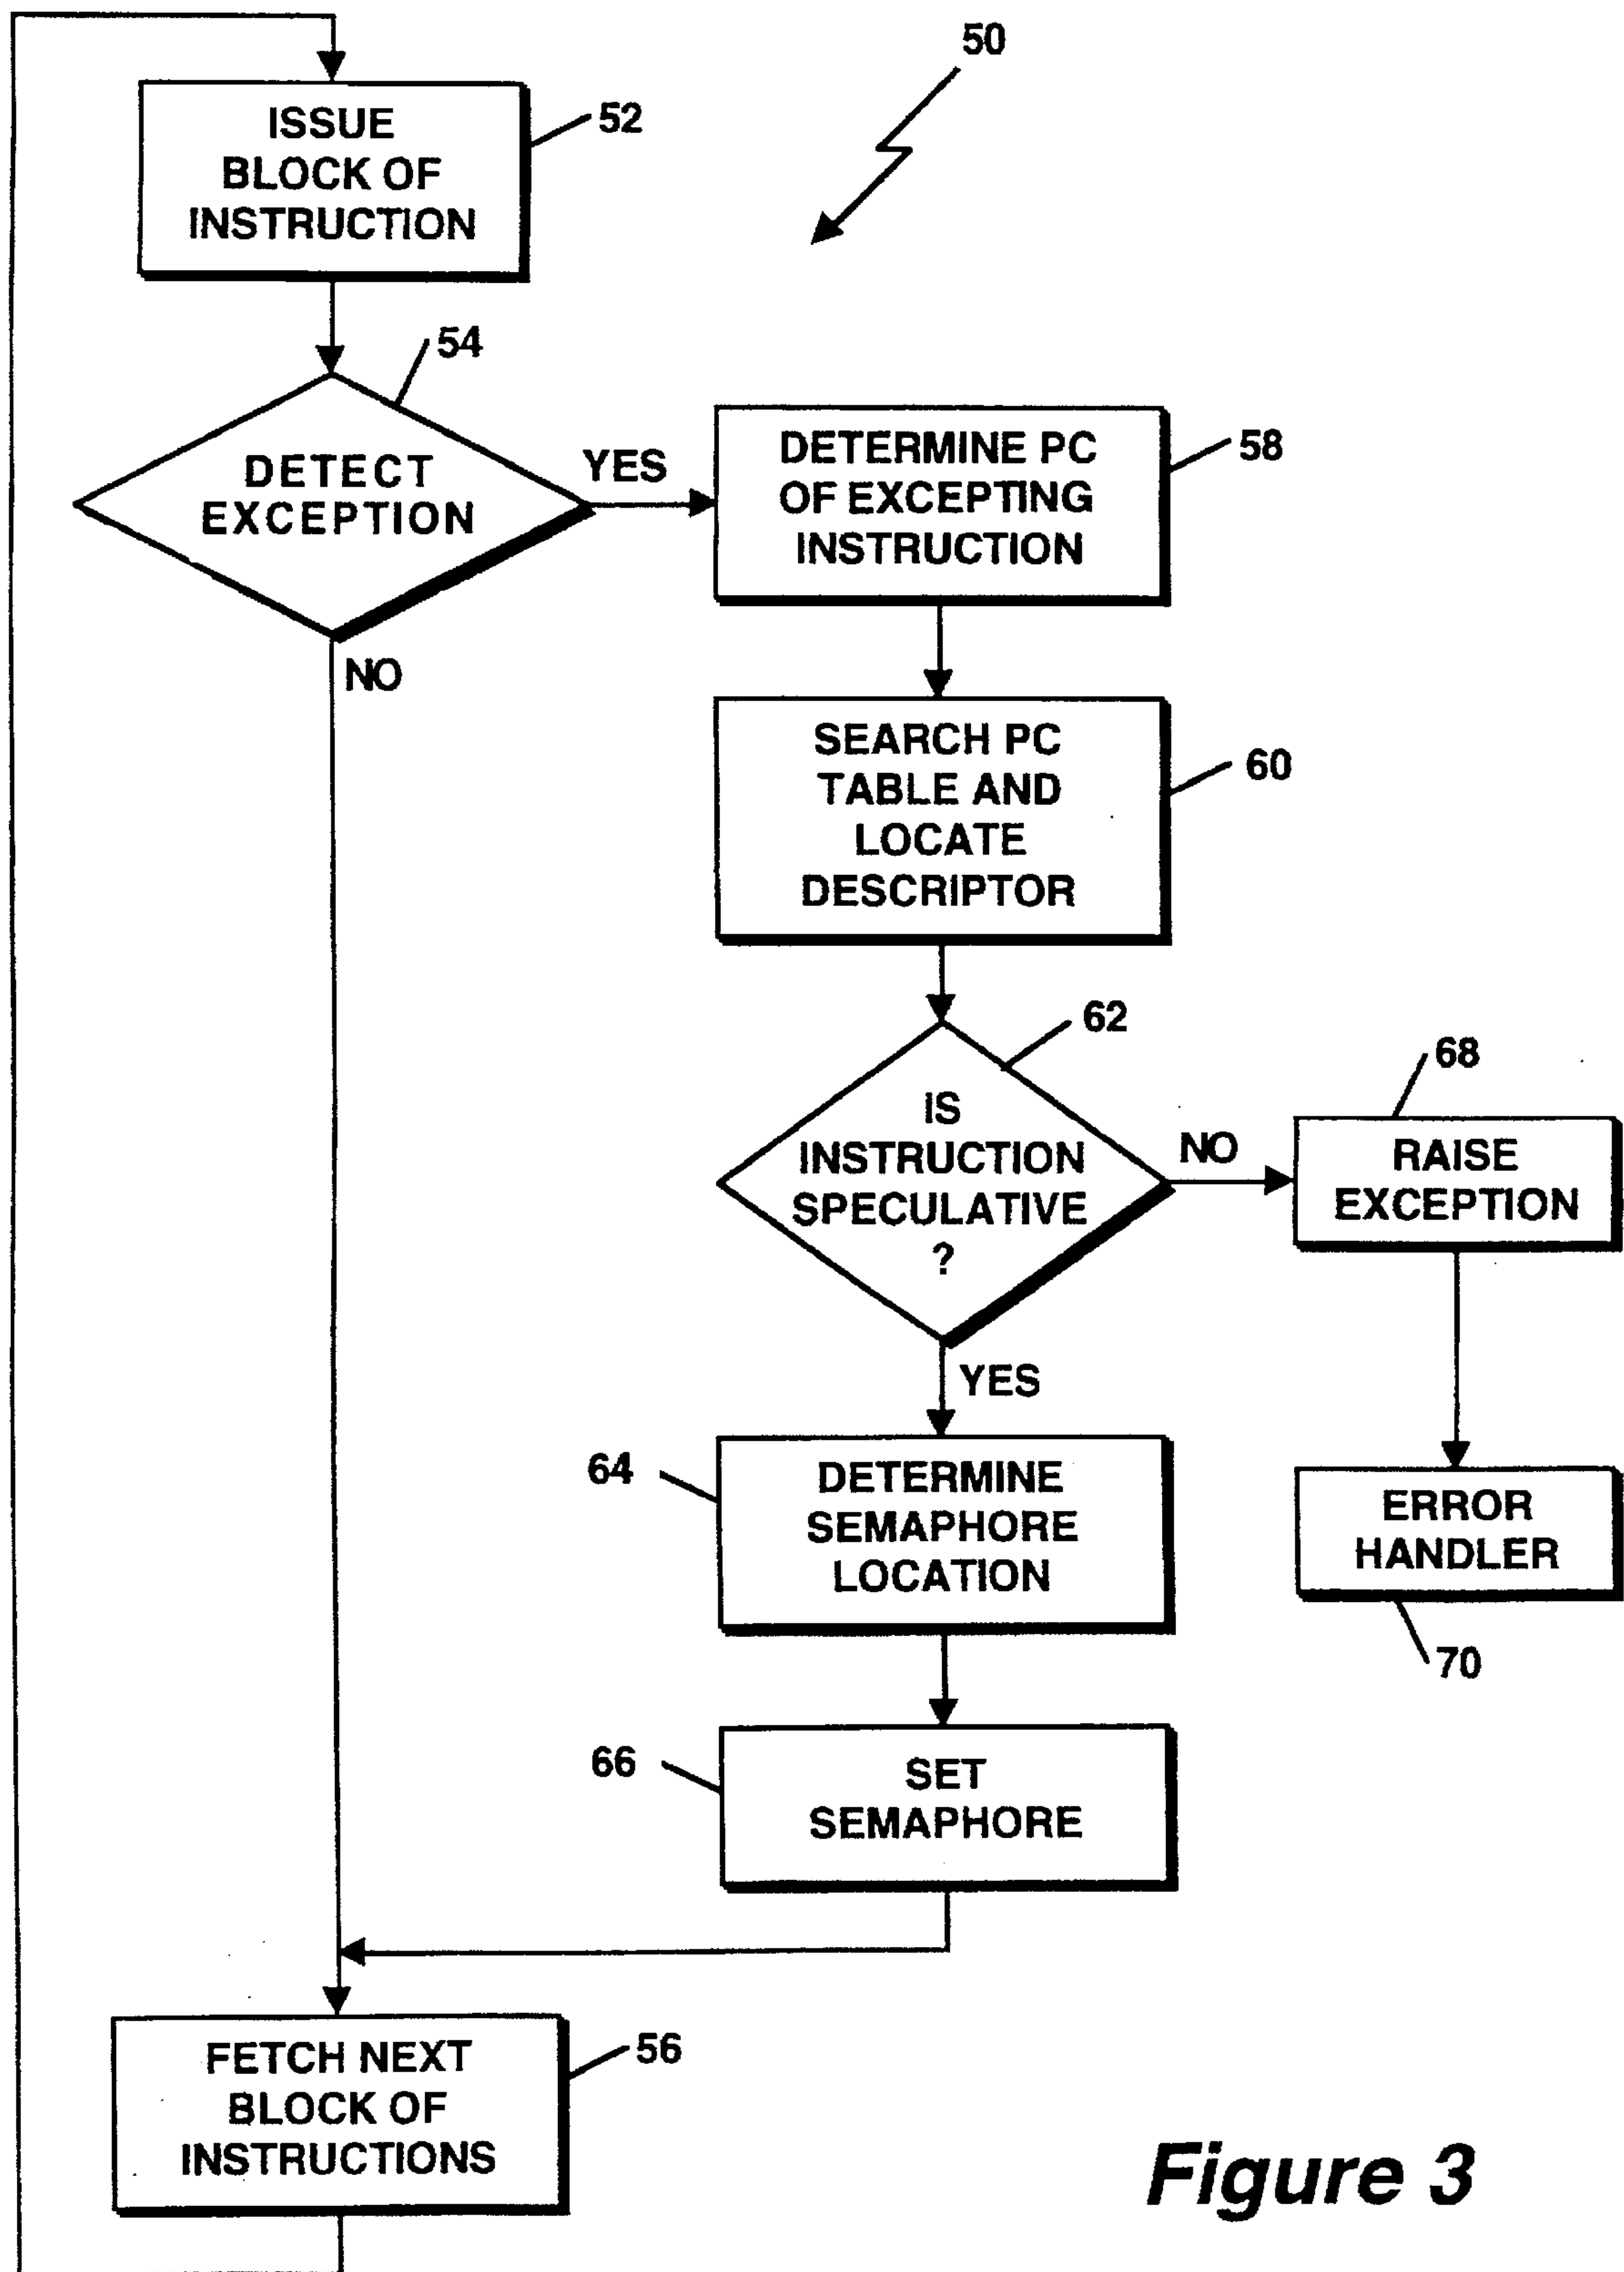 50
ISSUE
BLOCK OF
INSTRUCTION
52
54
DETECT
EXCEPTION
YES
NO
DETERMINE PC
OF EXCEPTING
INSTRUCTION
58
SEARCH PC
TABLE AND
LOCATE
DESCRIPTOR
60
62
IS
INSTRUCTION
SPECULATIVE
?
NO
YES
68
RAISE
EXCEPTION
64
DETERMINE
SEMAPHORE
LOCATION
ERROR
HANDLER
70
66
SET
SEMAPHORE
FETCH NEXT
BLOCK OF
INSTRUCTIONS
56
Figure 3